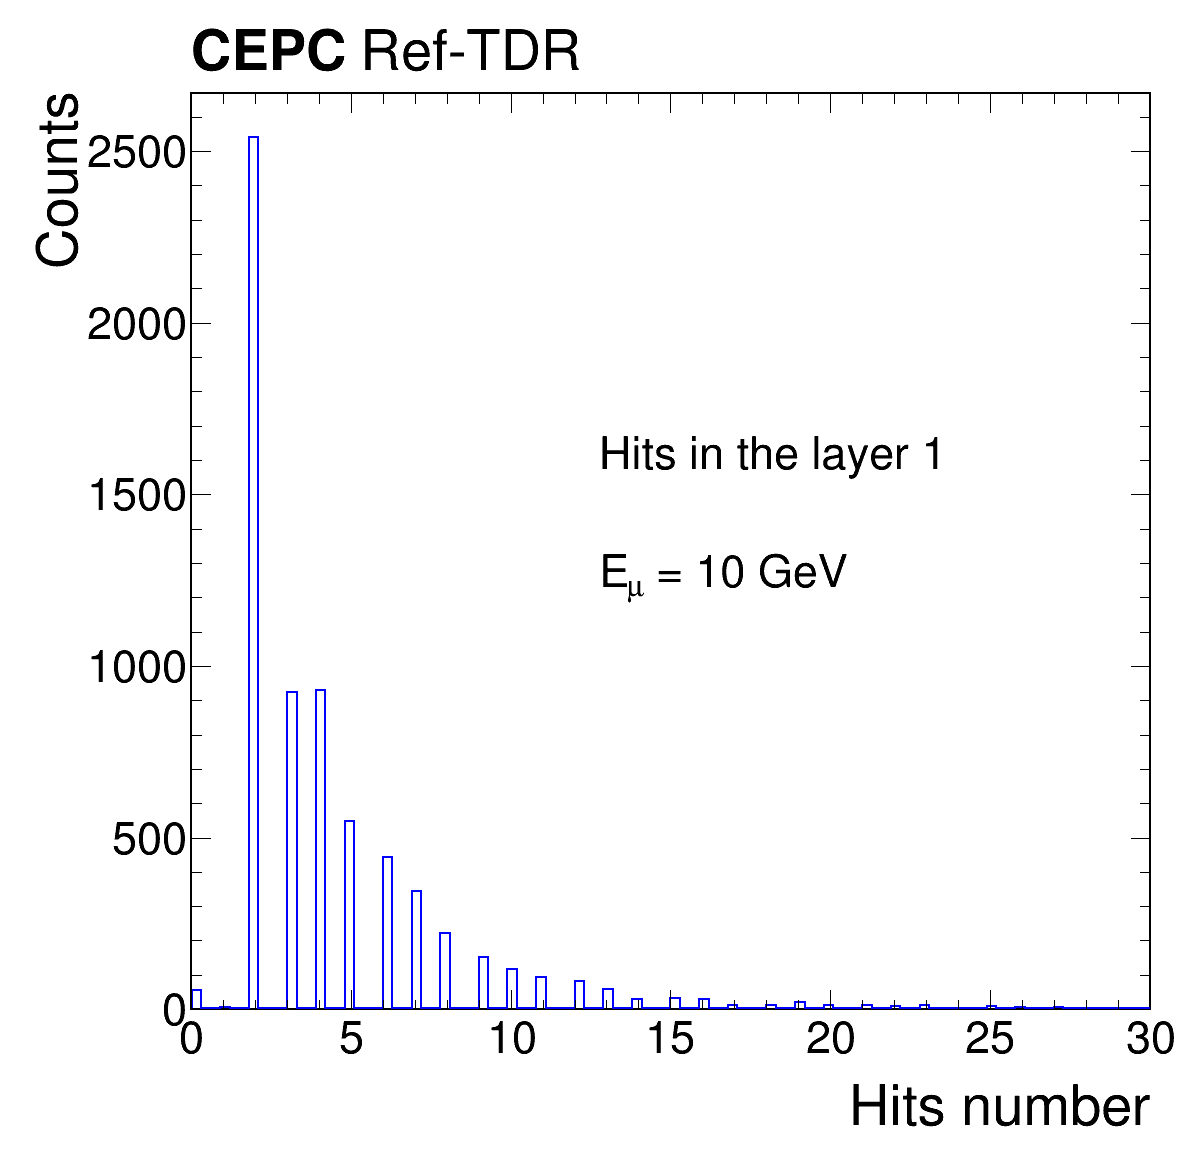 CEPC Ref-TDR
Counts
2500
2000
1500
1000
500
0
Hits in the layer 1
Eμ = 10 GeV
0 5 10 15 20 25 30
Hits number